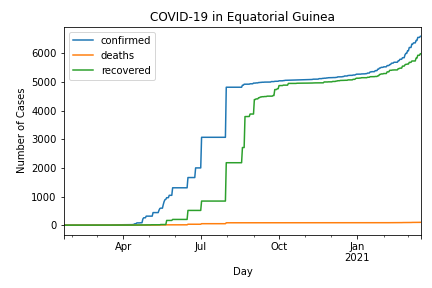 COVID-19 in Equatorial Guinea
confirmed
deaths
recovered
Number of Cases
6000
5000
4000
3000
2000
1000
0
Apr
Jul
Oct
Jan
2021
Day